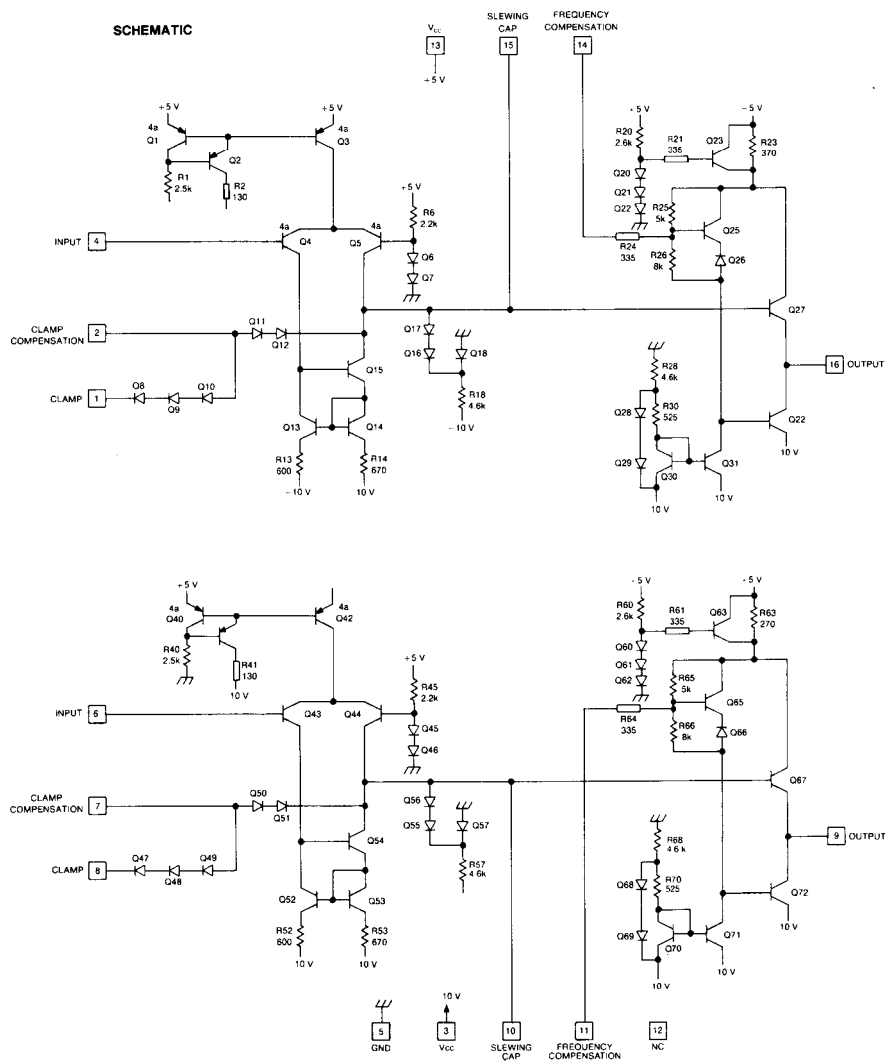 SCHEMATIC
VCC
13
+5 V
SLEWING
CAP
15
FREQUENCY
COMPENSATION
14
+5 V
4a
Q1
Q2
R1
2.5k
R2
130
+5 V
4a
Q3
INPUT
4
4a
Q4
4a
Q5
+5 V
R6
2.2k
Q6
Q7
CLAMP
COMPENSATION
2
Q11
Q12
CLAMP
1
Q8
Q9
Q10
Q15
Q13
Q14
R13
600
R14
670
-10 V
10 V
Q17
Q16
Q18
R18
4.6k
-10 V
+5 V
R20
2.6k
R21
335
Q23
-5 V
R23
370
Q20
Q21
Q22
R25
5k
Q25
R24
335
R26
8k
Q26
Q27
16
OUTPUT
R28
4.6k
Q28
R30
525
Q22
10 V
Q29
Q30
Q31
10 V
10 V
+5 V
4a
Q40
R40
2.5k
R41
130
10 V
+5 V
4a
Q42
INPUT
6
Q43
Q44
+5 V
R45
2.2k
Q45
Q46
CLAMP
COMPENSATION
7
Q50
Q51
CLAMP
8
Q47
Q48
Q49
Q54
Q52
Q53
R52
600
R53
670
10 V
10 V
Q56
Q55
Q57
R57
4.6k
+5 V
R60
2.6k
R61
335
Q63
-5 V
R63
270
Q60
Q61
Q62
R65
5k
Q65
R64
335
R66
8k
Q66
Q67
9
OUTPUT
R68
4.6 k
Q68
R70
525
Q72
10 V
Q69
Q70
Q71
10 V
10 V
5
GND
10 V
3
VCC
10
SLEWING
CAP
11
FREQUENCY
COMPENSATION
12
NC